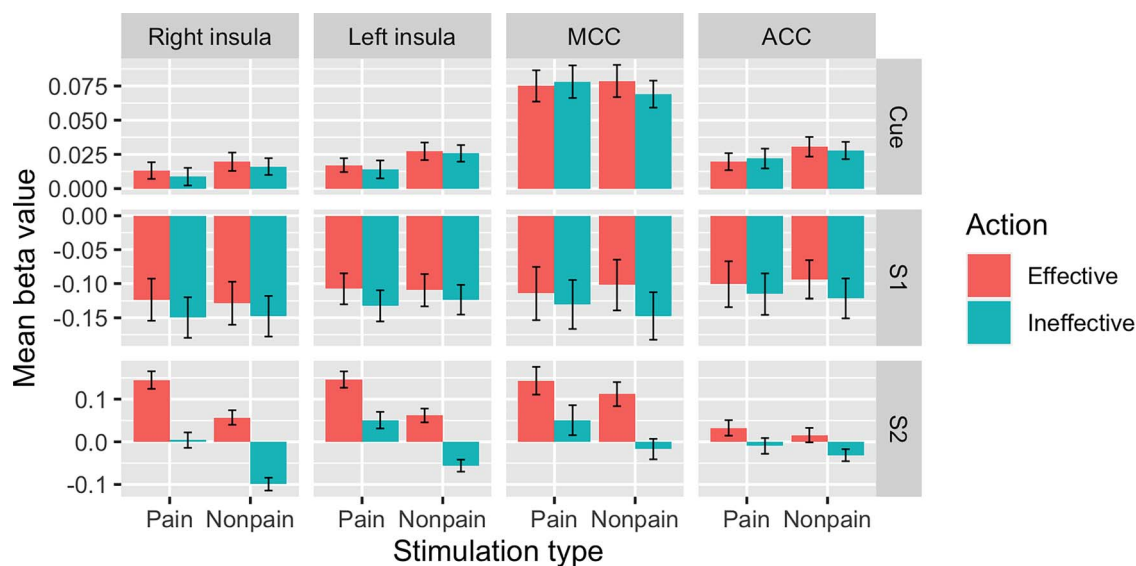 Right insula Left insula MCC ACC
Mean beta value
0.075
0.050
0.025
0.000
Cue
0.00
-0.05
-0.10
-0.15
S1
0.1
0.0
-0.1
S2
Pain Nonpain Pain Nonpain Pain Nonpain Pain Nonpain
Stimulation type
Action
Effective
Ineffective